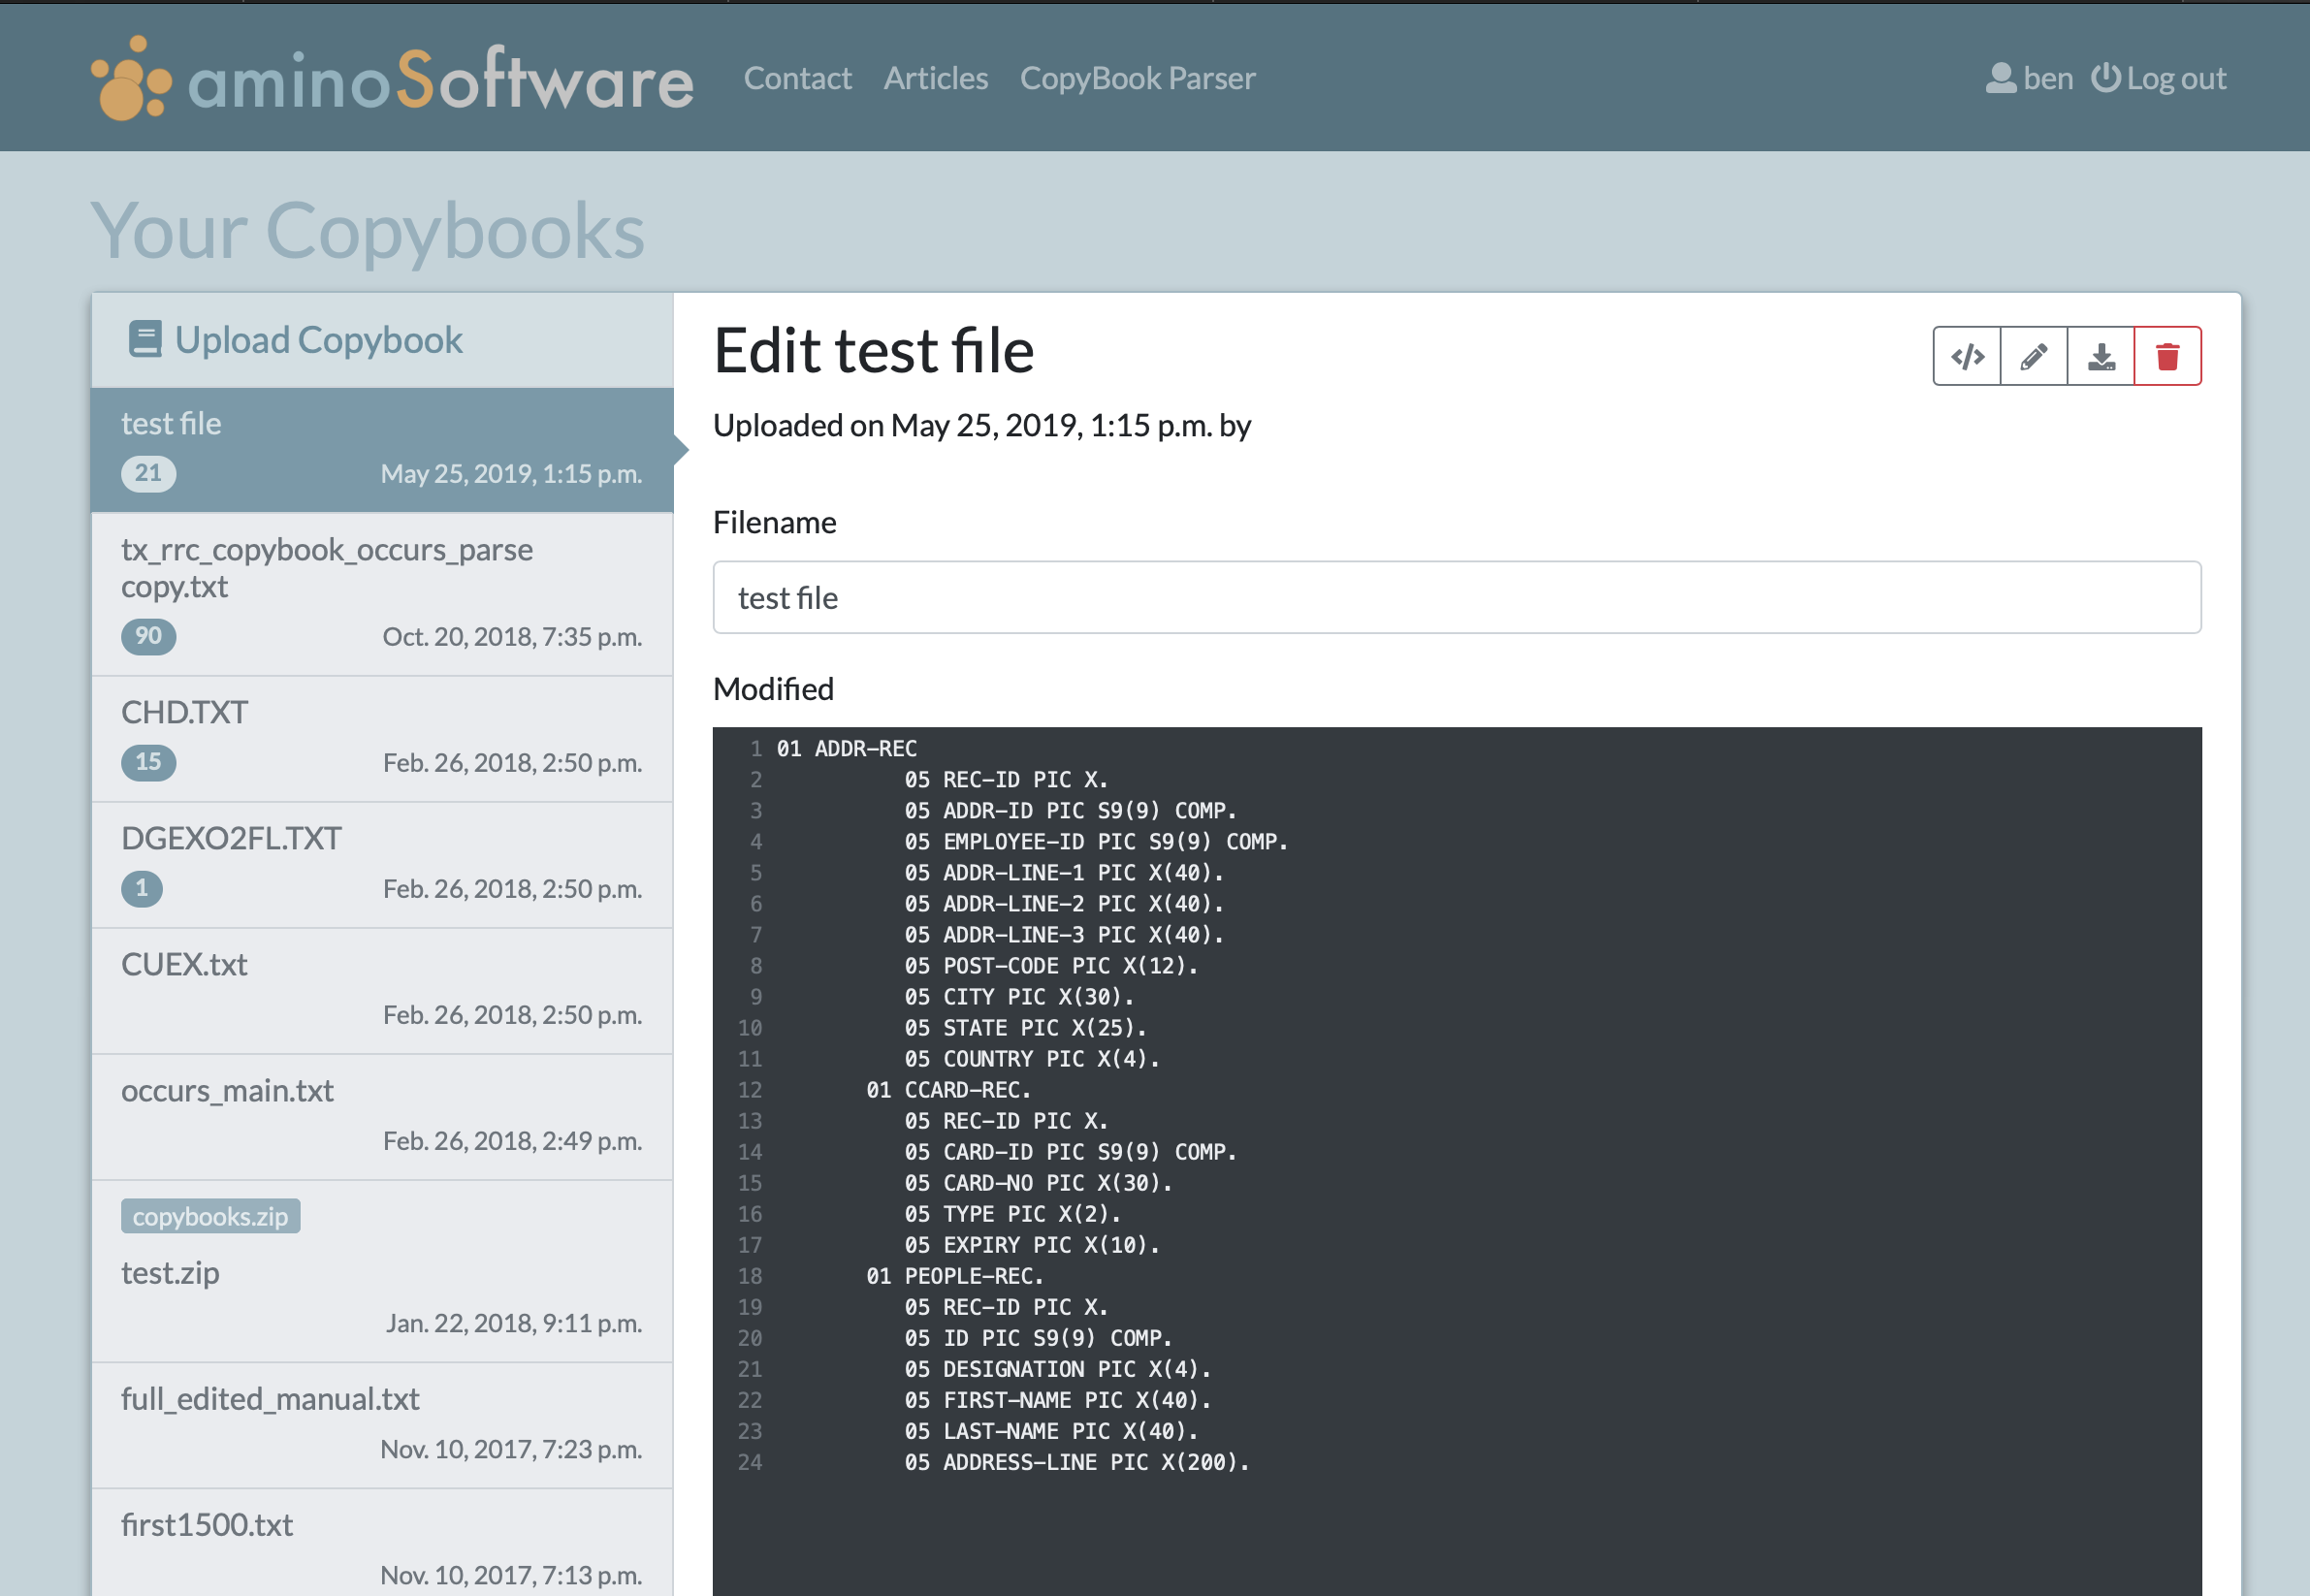 aminoSoftware
Contact Articles CopyBook Parser
ben Log out
Your Copybooks
Upload Copybook
test file
21 May 25, 2019, 1:15 p.m.
tx_rrc_copybook_occurs_parse
copy.txt
90 Oct. 20, 2018, 7:35 p.m.
CHD.TXT
15 Feb. 26, 2018, 2:50 p.m.
DGEXO2FL.TXT
1 Feb. 26, 2018, 2:50 p.m.
CUEX.txt
Feb. 26, 2018, 2:50 p.m.
occurs_main.txt
Feb. 26, 2018, 2:49 p.m.
copybooks.zip
test.zip
Jan. 22, 2018, 9:11 p.m.
full_edited_manual.txt
Nov. 10, 2017, 7:23 p.m.
first1500.txt
Nov. 10, 2017, 7:13 p.m.
Edit test file
Uploaded on May 25, 2019, 1:15 p.m. by
Filename
test file
Modified
1 01 ADDR-REC
2 05 REC-ID PIC X.
3 05 ADDR-ID PIC S9(9) COMP.
4 05 EMPLOYEE-ID PIC S9(9) COMP.
5 05 ADDR-LINE-1 PIC X(40).
6 05 ADDR-LINE-2 PIC X(40).
7 05 ADDR-LINE-3 PIC X(40).
8 05 POST-CODE PIC X(12).
9 05 CITY PIC X(30).
10 05 STATE PIC X(25).
11 05 COUNTRY PIC X(4).
12 01 CCARD-REC.
13 05 REC-ID PIC X.
14 05 CARD-ID PIC S9(9) COMP.
15 05 CARD-NO PIC X(30).
16 05 TYPE PIC X(2).
17 05 EXPIRY PIC X(10).
18 01 PEOPLE-REC.
19 05 REC-ID PIC X.
20 05 ID PIC S9(9) COMP.
21 05 DESIGNATION PIC X(4).
22 05 FIRST-NAME PIC X(40).
23 05 LAST-NAME PIC X(40).
24 05 ADDRESS-LINE PIC X(200).